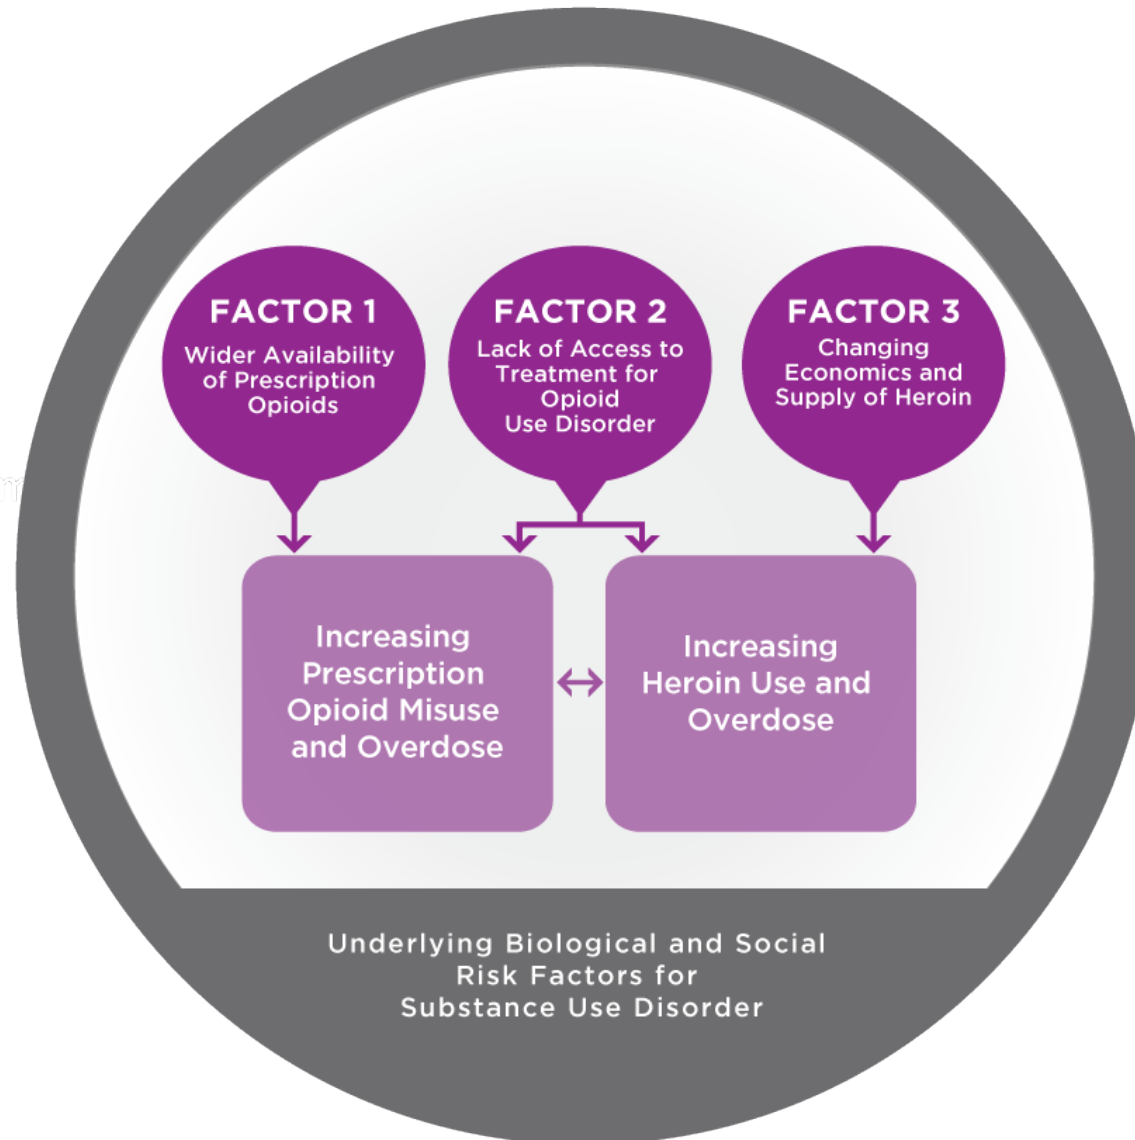 FACTOR 1
Wider Availability
of Prescription
Opioids
FACTOR 2
Lack of Access to
Treatment for
Opioid
Use Disorder
FACTOR 3
Changing
Economics and
Supply of Heroin
Increasing
Prescription
Opioid Misuse
and Overdose
Increasing
Heroin Use and
Overdose
Underlying Biological and Social
Risk Factors for
Substance Use Disorder